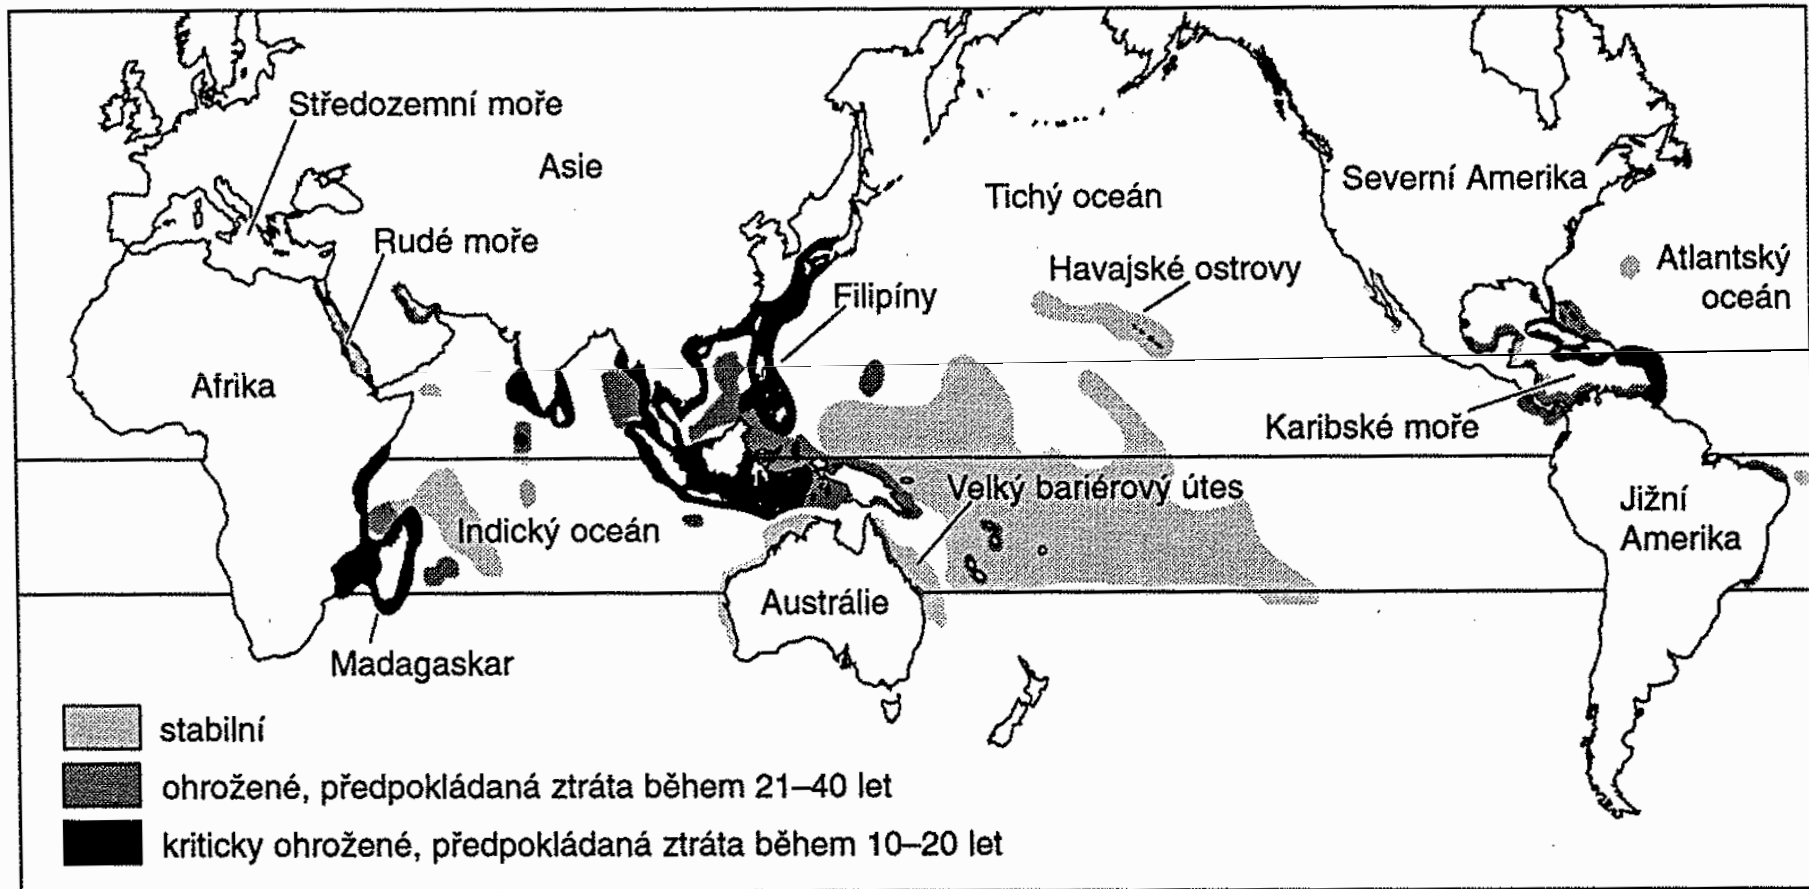 Středozemní moře
Asie
Severní Amerika
Tichý oceán
Rudé moře
Atlantský
oceán
Havajské ostrovy
Filipíny
Afrika
Karibské moře
Velký bariérový útes
Jižní
Amerika
Indický oceán
Austrálie
Madagaskar
stabilní
ohrožené, předpokládaná ztráta během 21–40 let
kriticky ohrožené, předpokládaná ztráta během 10–20 let